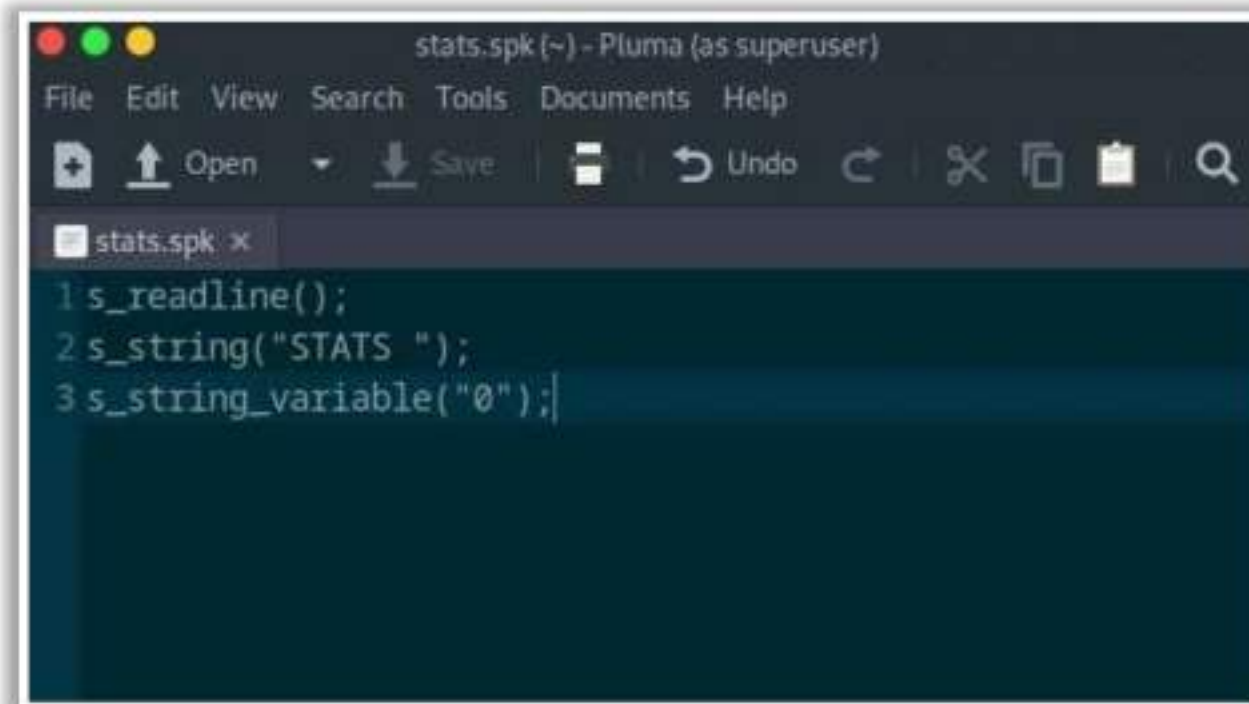 stats.spk (~) - Pluma (as superuser)
File Edit View Search Tools Documents Help
Open Save Undo
stats.spk ×
1 s_readline();
2 s_string("STATS ");
3 s_string_variable("0");